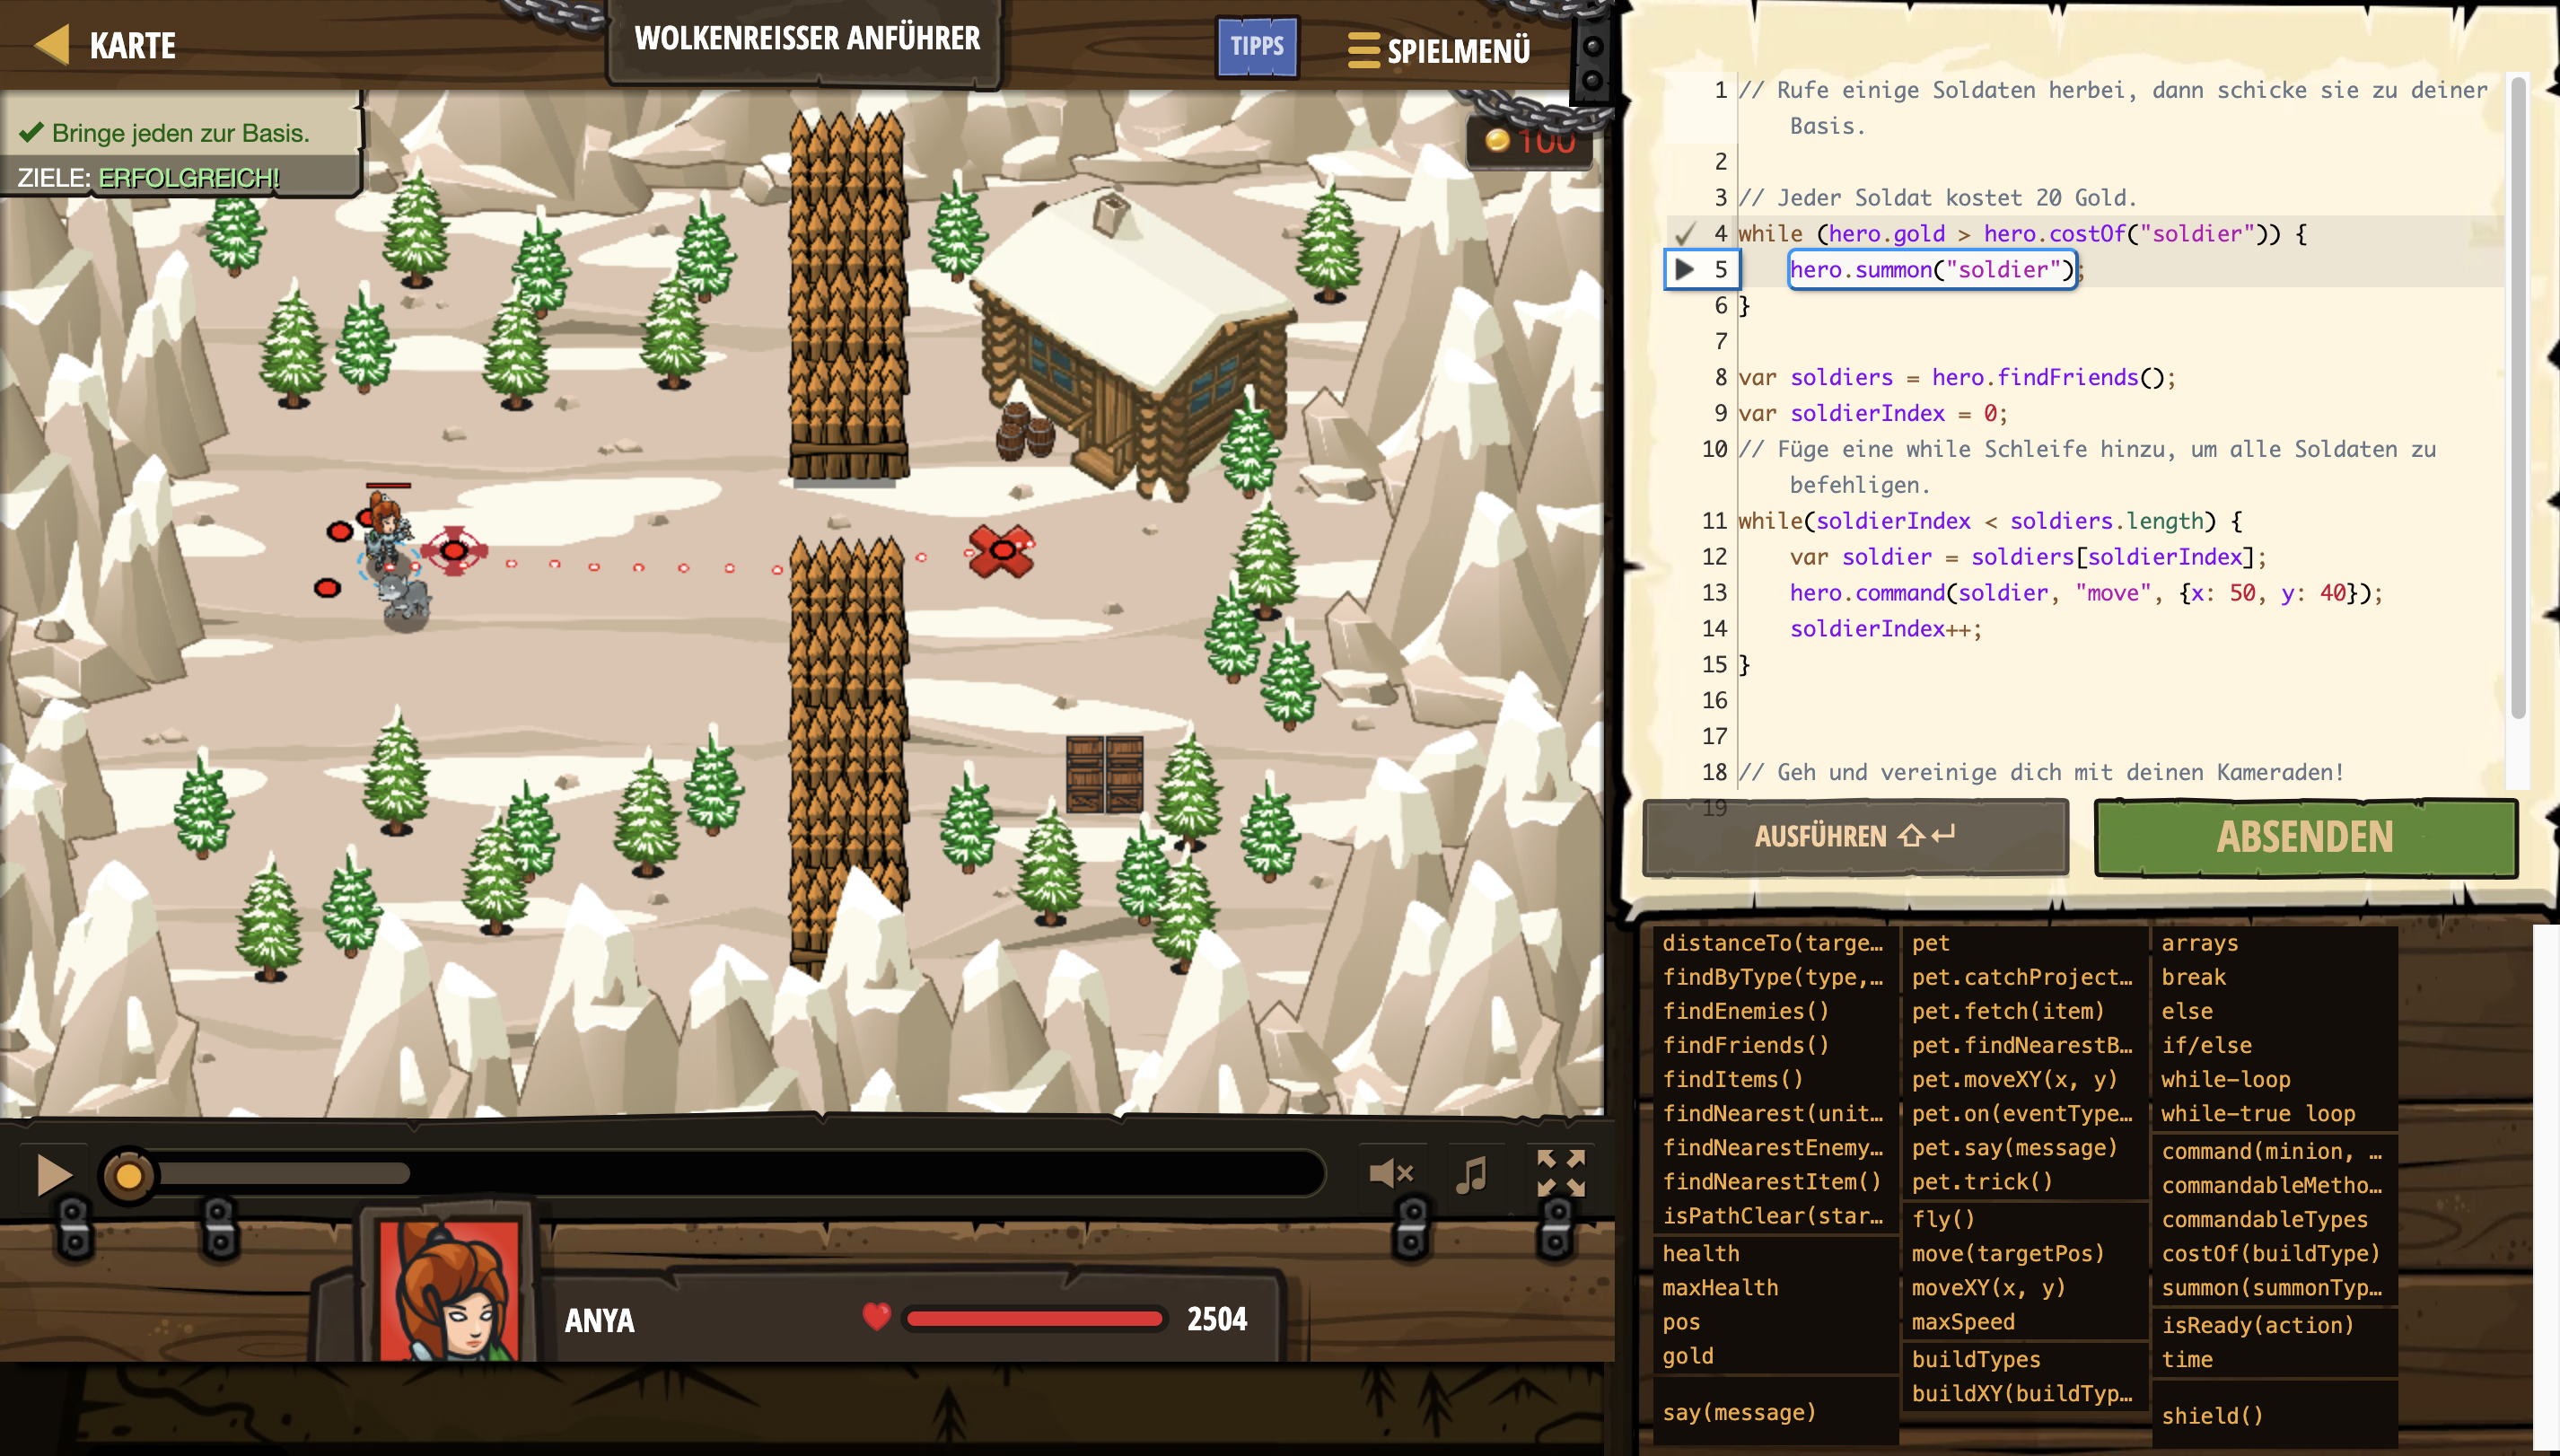 KARTE
WOLKENREISSER ANFÜHRER
TIPPS
SPIELMENÜ
Bringe jeden zur Basis.
ZIELE: ERFOLGREICH!
100
1 // Rufe einige Soldaten herbei, dann schicke sie zu deiner
Basis.
2
3 // Jeder Soldat kostet 20 Gold.
4 while (hero.gold > hero.costOf("soldier")) {
5 hero.summon("soldier");
6 }
7
8 var soldiers = hero.findFriends();
9 var soldierIndex = 0;
10 // Füge eine while Schleife hinzu, um alle Soldaten zu
befehligen.
11 while(soldierIndex < soldiers.length) {
12 var soldier = soldiers[soldierIndex];
13 hero.command(soldier, "move", {x: 50, y: 40});
14 soldierIndex++;
15 }
16
17
18 // Geh und vereinige dich mit deinen Kameraden!
19
AUSFÜHREN
ABSENDEN
distanceTo(targe…
findByType(type,…
findEnemies()
findFriends()
findItems()
findNearest(unit…
findNearestEnemy…
findNearestItem()
isPathClear(star…
health
maxHealth
pos
gold
say(message)
pet
pet.catchProject…
pet.fetch(item)
pet.findNearestB…
pet.moveXY(x, y)
pet.on(eventType…
pet.say(message)
pet.trick()
fly()
move(targetPos)
moveXY(x, y)
maxSpeed
buildTypes
buildXY(buildTyp…
arrays
break
else
if/else
while-loop
while-true loop
command(minion, …
commandableMetho…
commandableTypes
costOf(buildType)
summon(summonTyp…
isReady(action)
time
shield()
ANYA
2504